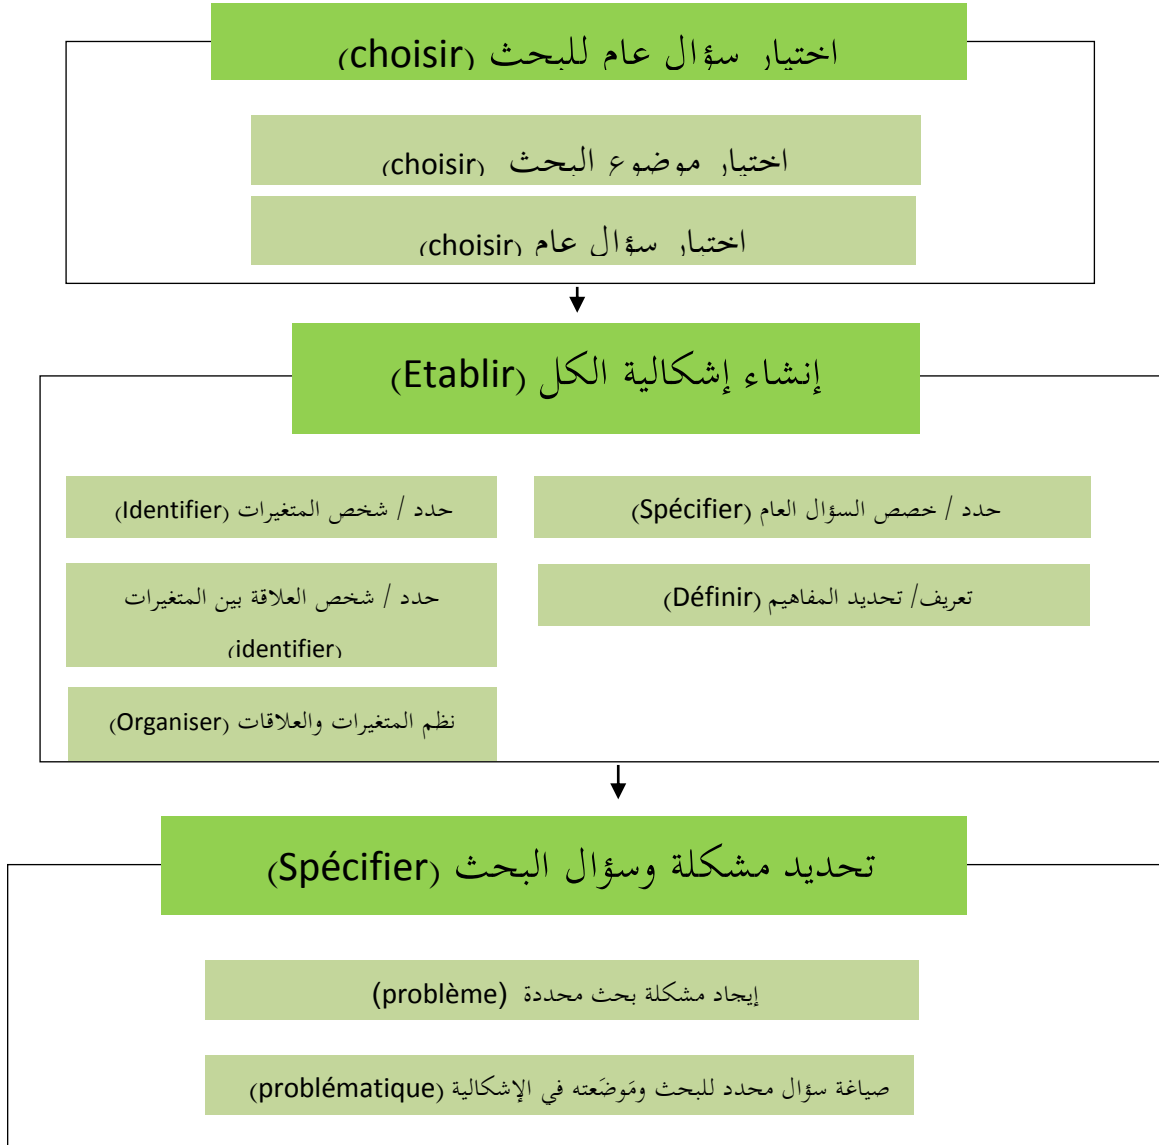 اختيار سؤال عام للبحث (choisir)
اختيار موضوع البحث (choisir)
اختيار سؤال عام (choisir)
إنشاء إشكالية الكل (Etablir)
حدد / خصص السؤال العام (Spécifier)
تعريف/ تحديد المفاهيم (Définir)
حدد / شخص المتغيرات (Identifier)
حدد / شخص العلاقة بين المتغيرات
(identifier)
نظم المتغيرات والعلاقات (Organiser)
تحديد مشكلة وسؤال البحث (Spécifier)
إيجاد مشكلة بحث محددة (problème)
صياغة سؤال محدد للبحث ومَوضَعته في الإشكالية (problématique)